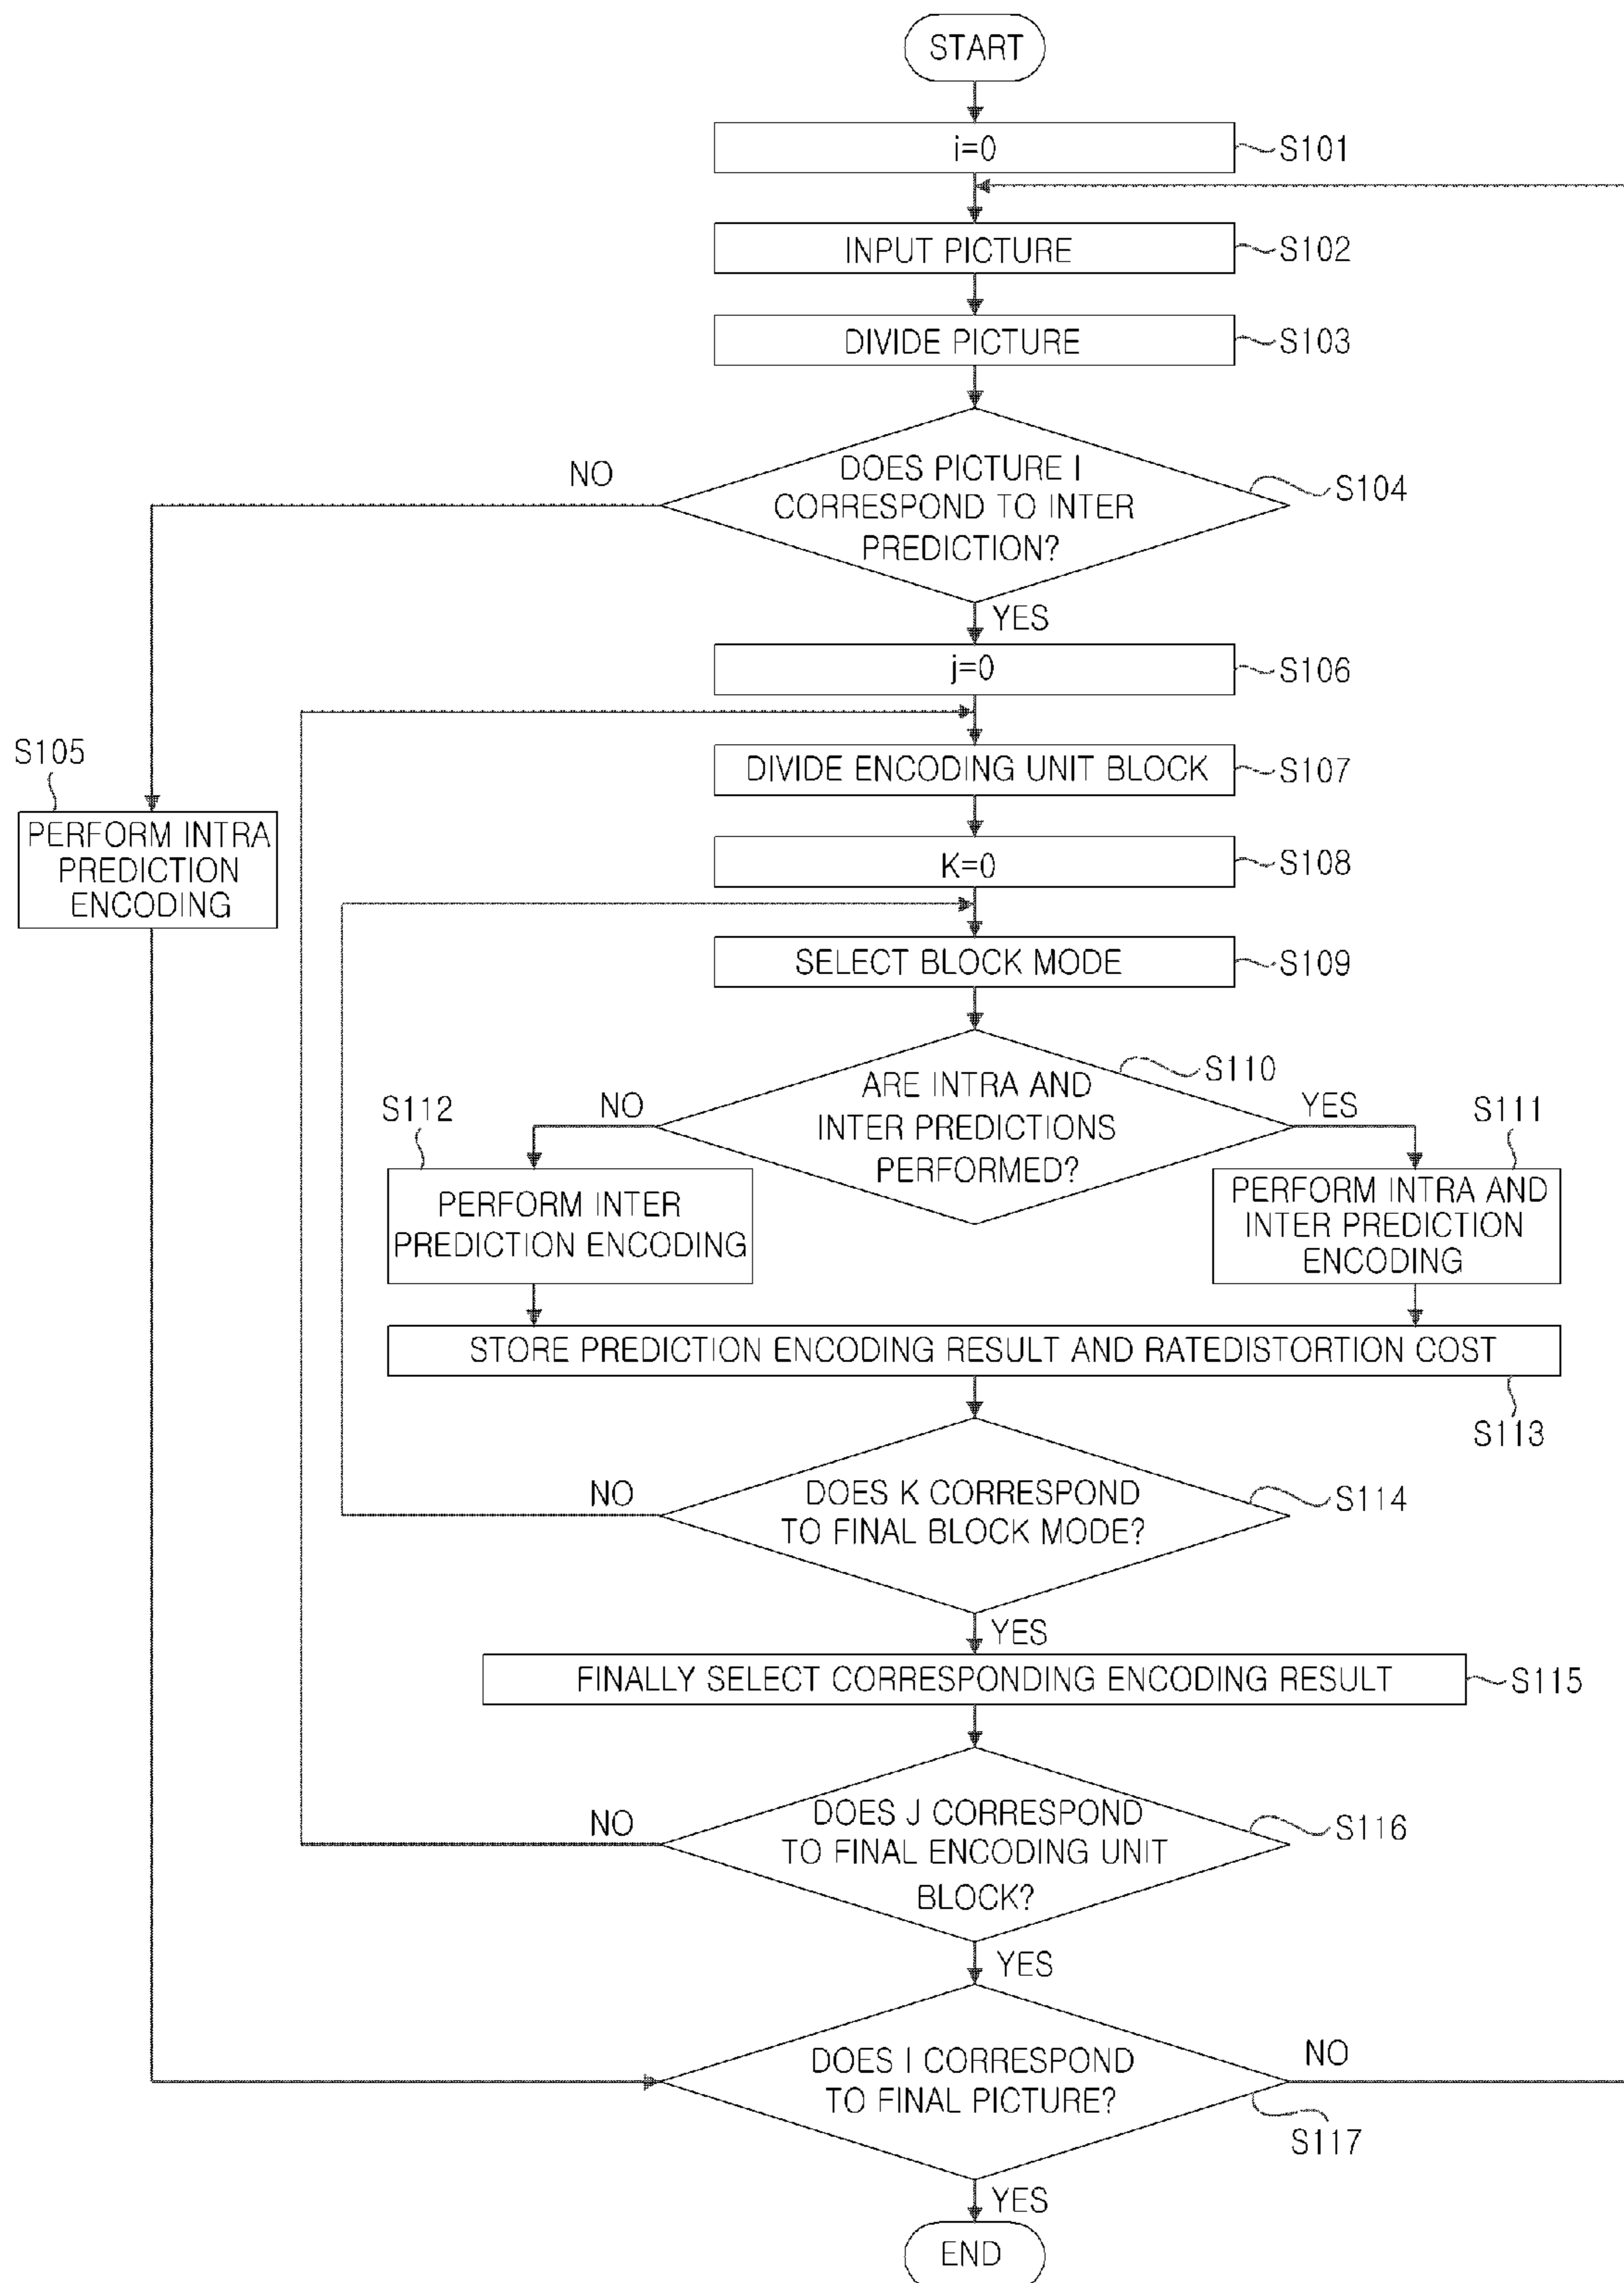 START
i=0
S101
INPUT PICTURE
S102
DIVIDE PICTURE
S103
DOES PICTURE I
CORRESPOND TO INTER
PREDICTION?
S104
NO
YES
j=0
S106
S105
PERFORM INTRA
PREDICTION
ENCODING
DIVIDE ENCODING UNIT BLOCK
S107
K=0
S108
SELECT BLOCK MODE
S109
ARE INTRA AND
INTER PREDICTIONS
PERFORMED?
S110
NO
YES
S112
PERFORM INTER
PREDICTION ENCODING
S111
PERFORM INTRA AND
INTER PREDICTION
ENCODING
STORE PREDICTION ENCODING RESULT AND RATEDISTORTION COST
S113
DOES K CORRESPOND
TO FINAL BLOCK MODE?
S114
NO
YES
FINALLY SELECT CORRESPONDING ENCODING RESULT
S115
DOES J CORRESPOND
TO FINAL ENCODING UNIT
BLOCK?
S116
NO
YES
DOES I CORRESPOND
TO FINAL PICTURE?
NO
S117
YES
END